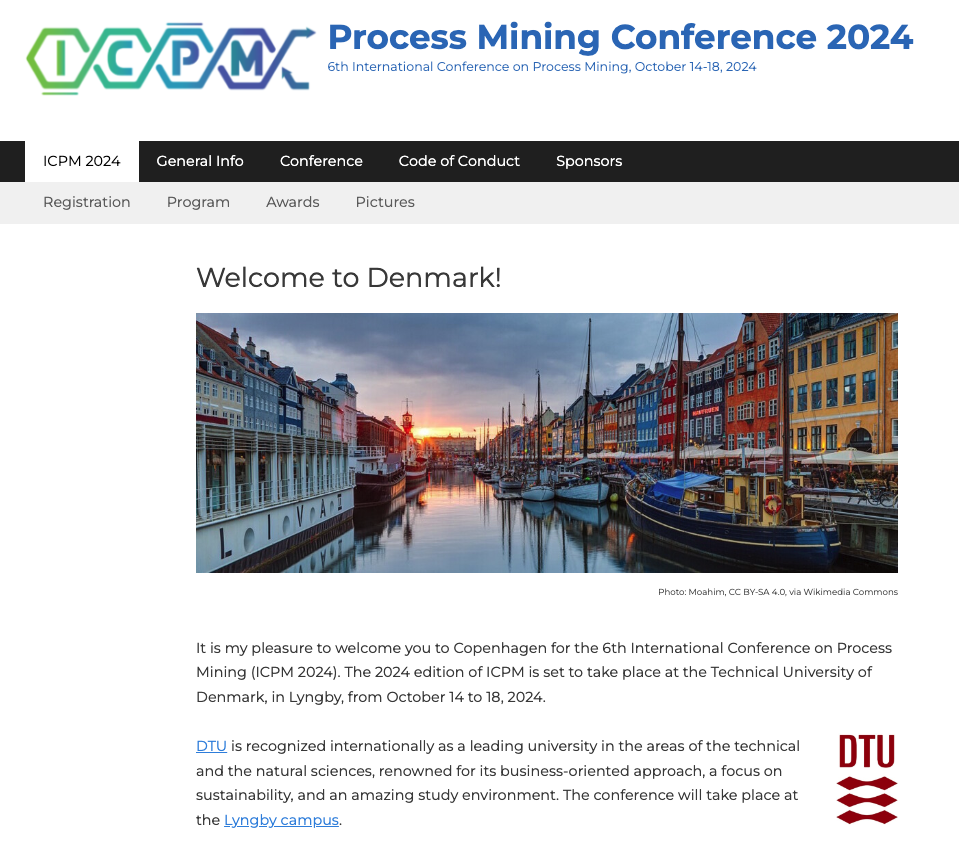 ICPM
Process Mining Conference 2024
6th International Conference on Process Mining, October 14-18, 2024
ICPM 2024 General Info Conference Code of Conduct Sponsors
Registration Program Awards Pictures
Welcome to Denmark!
LIVA II
Photo: Moahim, CC BY-SA 4.0, via Wikimedia Commons
It is my pleasure to welcome you to Copenhagen for the 6th International Conference on Process
Mining (ICPM 2024). The 2024 edition of ICPM is set to take place at the Technical University of
Denmark, in Lyngby, from October 14 to 18, 2024.
DTU is recognized internationally as a leading university in the areas of the technical
and the natural sciences, renowned for its business-oriented approach, a focus on
sustainability, and an amazing study environment. The conference will take place at
the Lyngby campus.
DTU